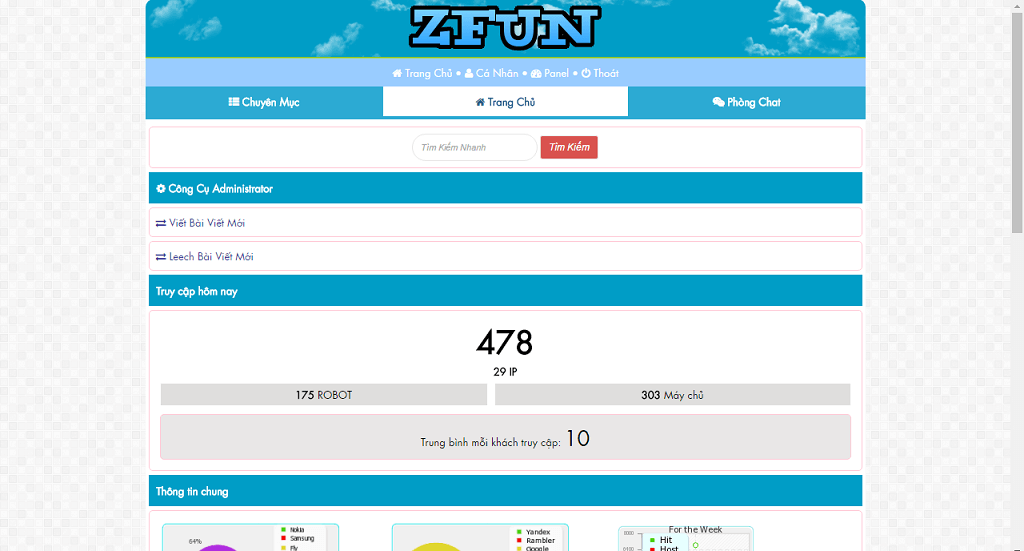 ZFUN
Trang Chủ • Cá Nhân • Panel • Thoát
Chuyên Mục
Trang Chủ
Phòng Chat
Tìm Kiếm Nhanh
Tìm Kiếm
Công Cụ Administrator
Viết Bài Viết Mới
Leech Bài Viết Mới
Truy cập hôm nay
478
29 IP
175 ROBOT
303 Máy chủ
Trung bình mỗi khách truy cập: 10
Thông tin chung
64%
Nokia
Samsung
Fly
Yandex
Rambler
Google
For the Week
Hit
Host